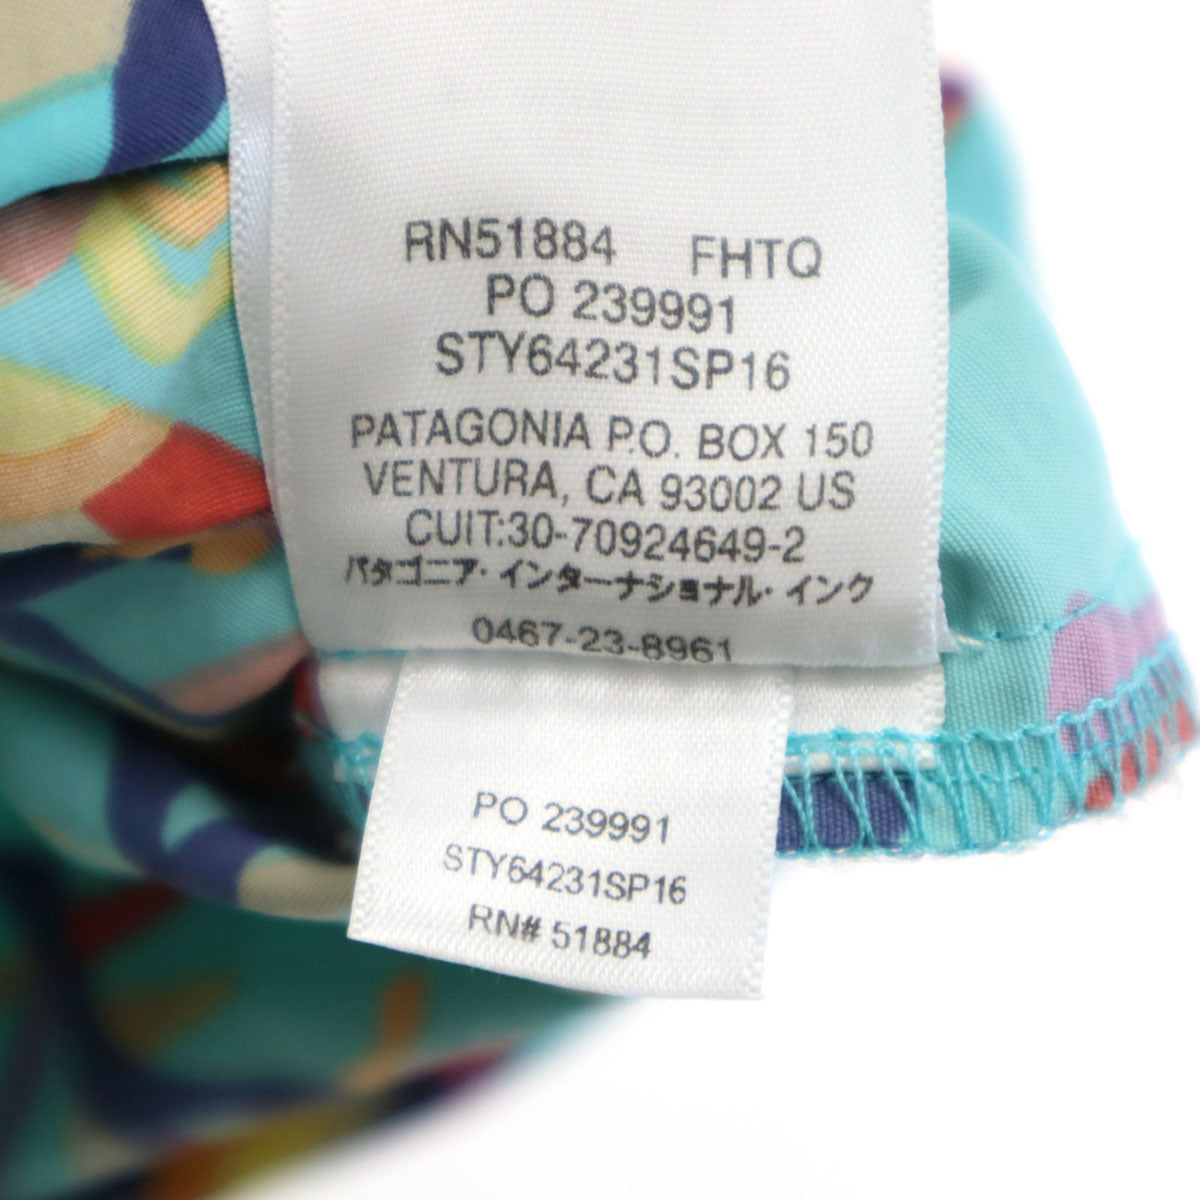 RN51884 FHTQ
PO 239991
STY64231SP16
PATAGONIA P.O. BOX 150
VENTURA, CA 93002 US
CUIT:30-70924649-2
パタゴニア・インターナショナル・インク
0467-23-8961
PO 239991
STY64231SP16
RN# 51884